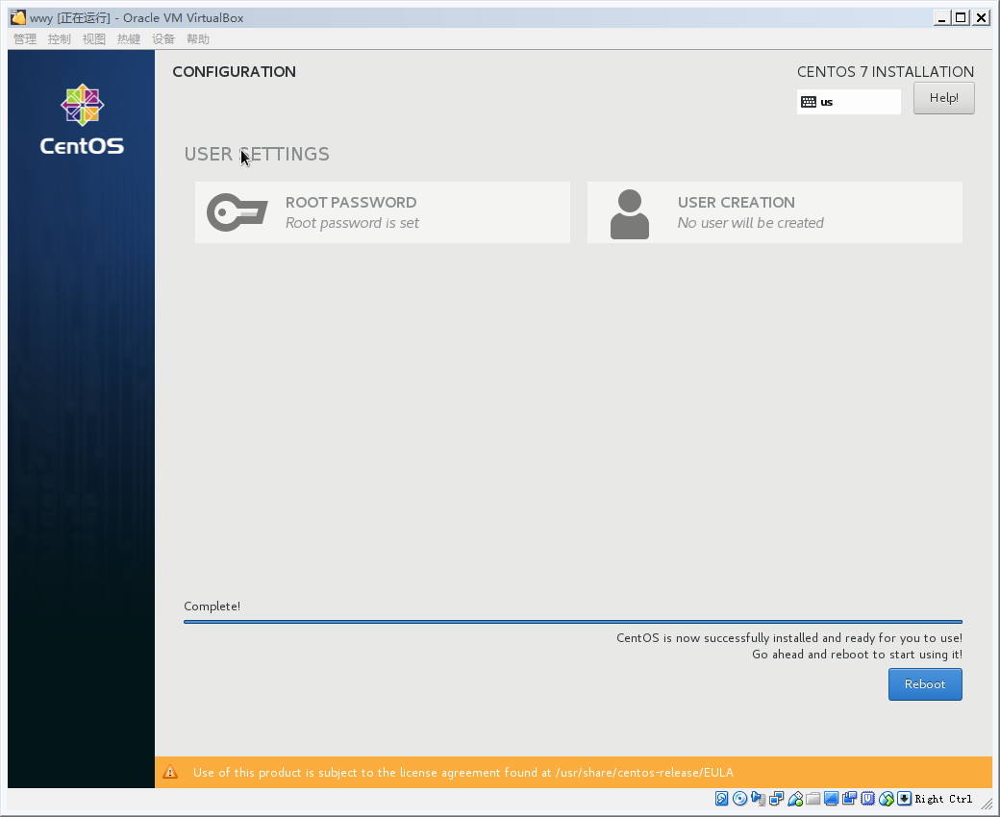 wwy [正在运行] - Oracle VM VirtualBox
管理 控制 视图 热键 设备 帮助
CentOS
CONFIGURATION
CENTOS 7 INSTALLATION
us
Help!
USER SETTINGS
ROOT PASSWORD
Root password is set
USER CREATION
No user will be created
Complete!
CentOS is now successfully installed and ready for you to use!
Go ahead and reboot to start using it!
Reboot
Use of this product is subject to the license agreement found at /usr/share/centos-release/EULA
Right Ctrl